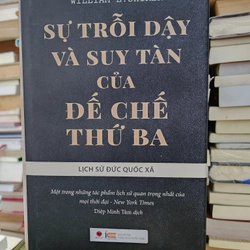 SỰ TRỖI DẬY
VÀ SUY TÀN
CỦA
ĐẾ CHẾ
THỨ BA
LỊCH SỬ ĐỨC QUỐC XÃ
Một trong những tác phẩm lịch sử quan trọng nhất của
mọi thời đại - New York Times
Diệp Minh Tâm dịch